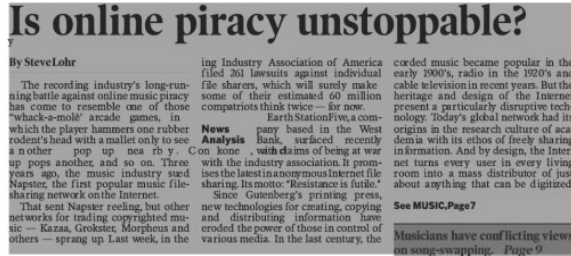 Is online piracy unstoppable?
y
By Steve Lohr
The recording industry's long-run-
ning battle against online music piracy
has come to resemble one of those
"whack-a-molé' arcade games, in
which the player hammers one rubber
rodent's head with a mallet only to see
another pop up nearby.
up pops another, and so on. Three
years ago, the music industry sued
Napster, the first popular music file-
sharing network on the Internet.
That sent Napster reeling, but other
networks for trading copyrighted mu-
sic — Kazaa, Grokster, Morpheus and
others — sprang up. Last week, in the
ing Industry Association of America
filed 261 lawsuits against individual
file sharers, which will surely make
some of their estimated 60 million
compatriots think twice — for now.
Earth Station Five, a com-
News pany based in the West
Analysis Bank, surfaced recently
On kone , with claims of being at war
with the industry association. It prom-
ises the latest in anonymous Internet file
sharing. Its motto: "Resistance is futile."
Since Gutenberg's printing press,
new technologies for creating, copying
and distributing information have
eroded the power of those in control of
various media. In the last century, the
corded music became popular in the
early 1900's, radio in the 1920's and
cable television in recent years. But the
heritage and design of the Internet
present a particularly disruptive tech-
nology. Today's global network had its
origins in the research culture of aca
demia with its ethos of freely sharing
information. And by design, the Inter
net turns every user in every living
room into a mass distributor of just
about anything that can be digitized
See MUSIC, Page 7
Musicians have conflicting views
on song-swapping. Page 9